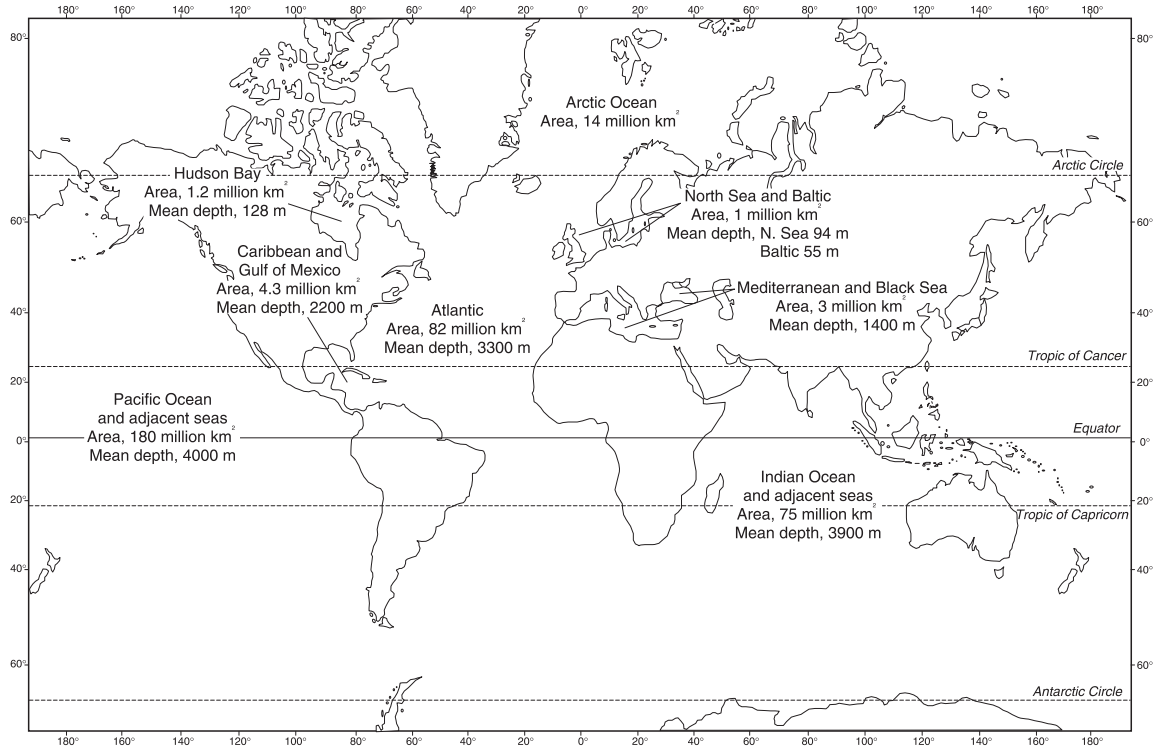 180° 160° 140° 120° 100° 80° 60° 40° 20° 0° 20° 40° 60° 80° 100° 120° 140° 160° 180°
80° 80°
Arctic Ocean
Area, 14 million km²
Arctic Circle
Hudson Bay
Area, 1.2 million km²
Mean depth, 128 m
North Sea and Baltic
Area, 1 million km²
Mean depth, N. Sea 94 m
Baltic 55 m
60° 60°
Caribbean and
Gulf of Mexico
Area, 4.3 million km²
Mean depth, 2200 m
Mediterranean and Black Sea
Area, 3 million km²
Mean depth, 1400 m
Atlantic
Area, 82 million km²
Mean depth, 3300 m
40° 40°
Tropic of Cancer
20° 20°
Pacific Ocean
and adjacent seas
Area, 180 million km²
Mean depth, 4000 m
Equator
0° 0°
Indian Ocean
and adjacent seas
Area, 75 million km²
Mean depth, 3900 m
20° 20°
Tropic of Capricorn
40° 40°
60° 60°
Antarctic Circle
180° 160° 140° 120° 100° 80° 60° 40° 20° 0° 20° 40° 60° 80° 100° 120° 140° 160° 180°